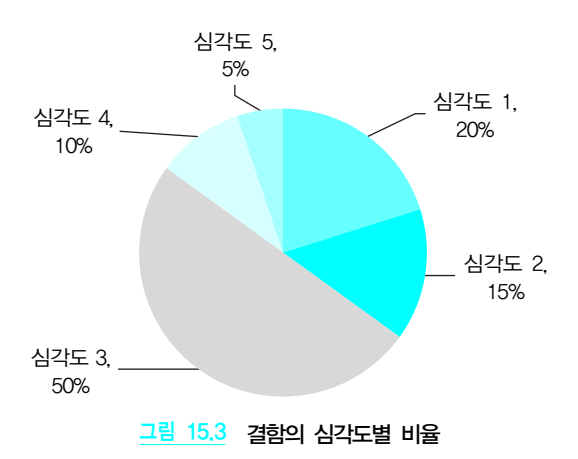 심각도 5,
5%
심각도 1,
20%
심각도 4,
10%
심각도 2,
15%
심각도 3,
50%
그림 15.3 결함의 심각도별 비율